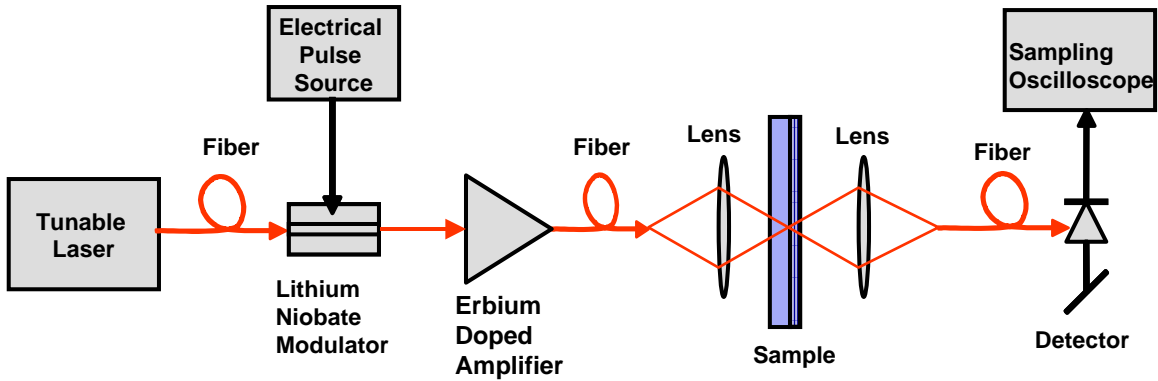 Electrical
Pulse
Source
Sampling
Oscilloscope
Fiber
Fiber
Lens
Lens
Fiber
Tunable
Laser
Lithium
Niobate
Modulator
Erbium
Doped
Amplifier
Sample
Detector